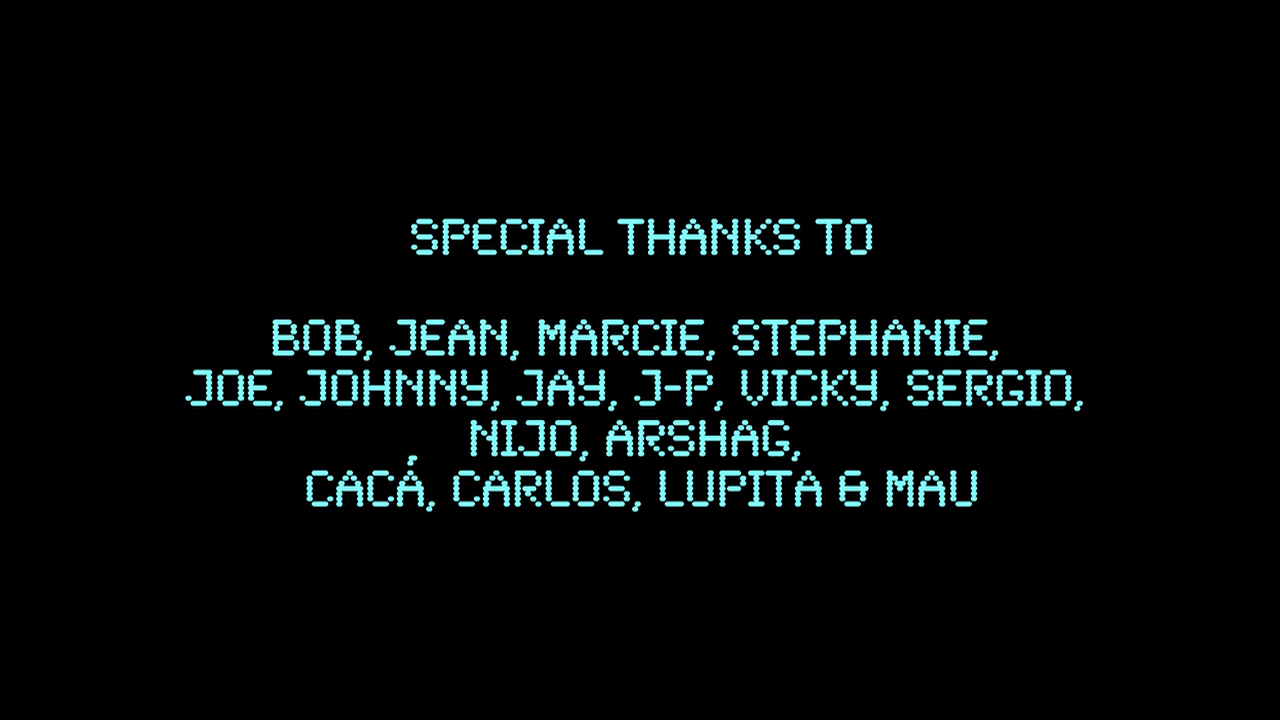 SPECIAL THANKS TO
BOB, JEAN, MARCIE, STEPHANIE,
JOE, JOHNNY, JAY, J-P, VICKY, SERGIO,
NIJO, ARSHAG,
CACÁ, CARLOS, LUPITA & MAU